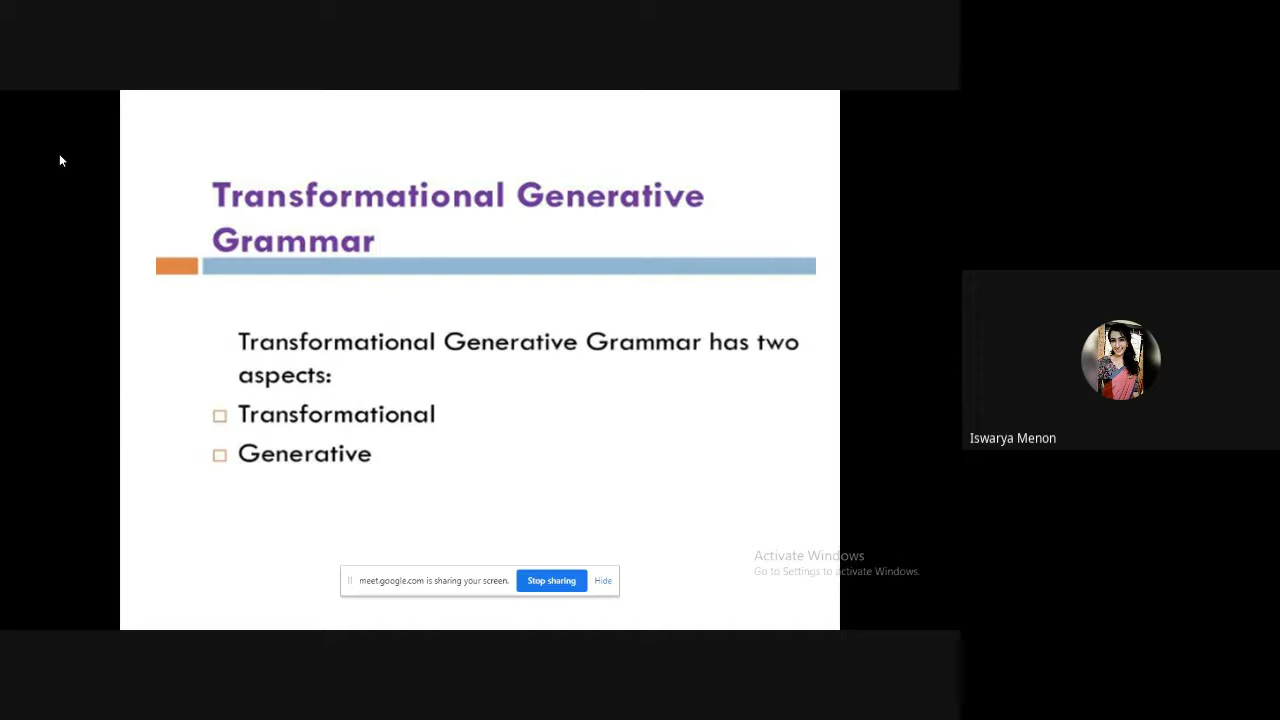 Transformational Generative
Grammar
Transformational Generative Grammar has two
aspects:
Transformational
Generative
Iswarya Menon
Activate Windows
Go to Settings to activate Windows.
meet.google.com is sharing your screen. Stop sharing Hide